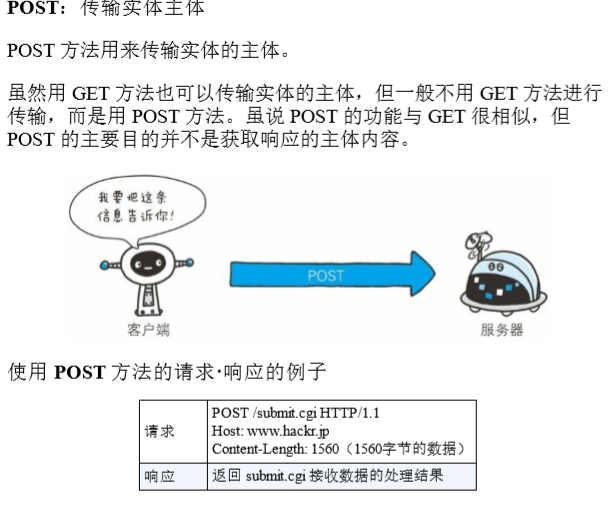 POST：传输实体主体
POST 方法用来传输实体的主体。
虽然用 GET 方法也可以传输实体的主体，但一般不用 GET 方法进行
传输，而是用 POST 方法。虽说 POST 的功能与 GET 很相似，但
POST 的主要目的并不是获取响应的主体内容。
我要把这条
信息告诉你！
POST
客户端
服务器
使用 POST 方法的请求·响应的例子
请求
POST /submit.cgi HTTP/1.1
Host: www.hackr.jp
Content-Length: 1560（1560字节的数据）
响应
返回 submit.cgi 接收数据的处理结果